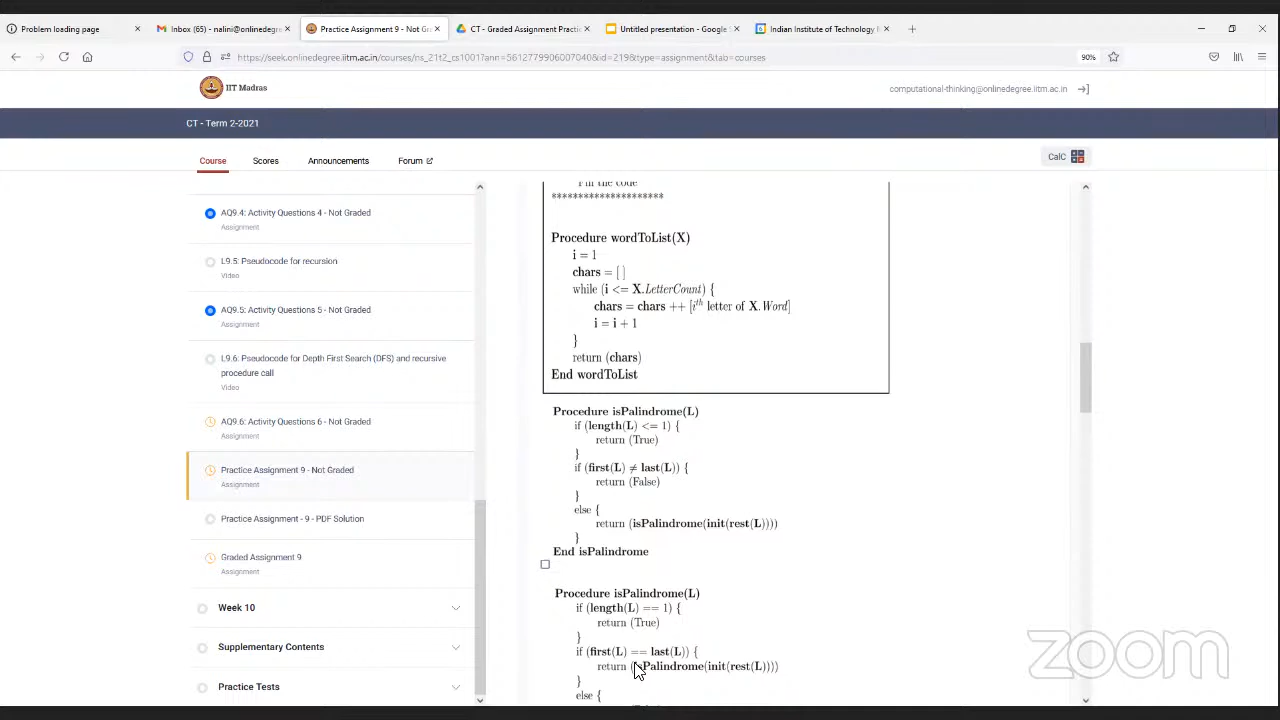 Problem loading page
Inbox (5) - nalini@onlinedegre
Practice Assignment 9 - Not Gra
CT - Graded Assignment Practic
Untitled presentation - Google
Indian Institute of Technology
https://seek.onlinedegree.iitm.ac.in/courses/ns_21t2_cs1001?ann=5612779906007040&id=219&type=assignment&tab=courses
90%
IIT Madras
computational-thinking@onlinedegree.iitm.ac.in
CT - Term 2-2021
Course Scores Announcements Forum
CalC
AQ9.4: Activity Questions 4 - Not Graded
Assignment
L9.5: Pseudocode for recursion
Video
AQ9.5: Activity Questions 5 - Not Graded
Assignment
L9.6: Pseudocode for Depth First Search (DFS) and recursive
procedure call
Video
AQ9.6: Activity Questions 6 - Not Graded
Assignment
Practice Assignment 9 - Not Graded
Assignment
Practice Assignment - 9 - PDF Solution
Graded Assignment 9
Assignment
Week 10
Supplementary Contents
Practice Tests
Fill the code
*********************
Procedure wordToList(X)
i = 1
chars = [ ]
while (i <= X.LetterCount) {
chars = chars ++ [ith letter of X.Word]
i = i + 1
}
return (chars)
End wordToList
Procedure isPalindrome(L)
if (length(L) <= 1) {
return (True)
}
if (first(L) ≠ last(L)) {
return (False)
}
else {
return (isPalindrome(init(rest(L))))
}
End isPalindrome
Procedure isPalindrome(L)
if (length(L) == 1) {
return (True)
}
if (first(L) == last(L)) {
return (isPalindrome(init(rest(L))))
}
else {
zoom